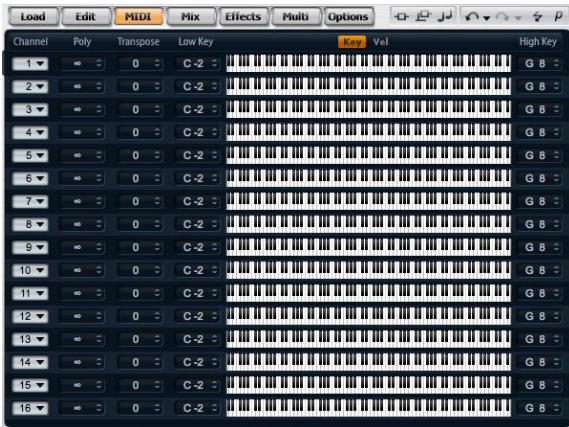 Load Edit MIDI Mix Effects Multi Options
Channel Poly Transpose Low Key Key Vel High Key
1 ∞ 0 C -2 G 8
2 ∞ 0 C -2 G 8
3 ∞ 0 C -2 G 8
4 ∞ 0 C -2 G 8
5 ∞ 0 C -2 G 8
6 ∞ 0 C -2 G 8
7 ∞ 0 C -2 G 8
8 ∞ 0 C -2 G 8
9 ∞ 0 C -2 G 8
10 ∞ 0 C -2 G 8
11 ∞ 0 C -2 G 8
12 ∞ 0 C -2 G 8
13 ∞ 0 C -2 G 8
14 ∞ 0 C -2 G 8
15 ∞ 0 C -2 G 8
16 ∞ 0 C -2 G 8